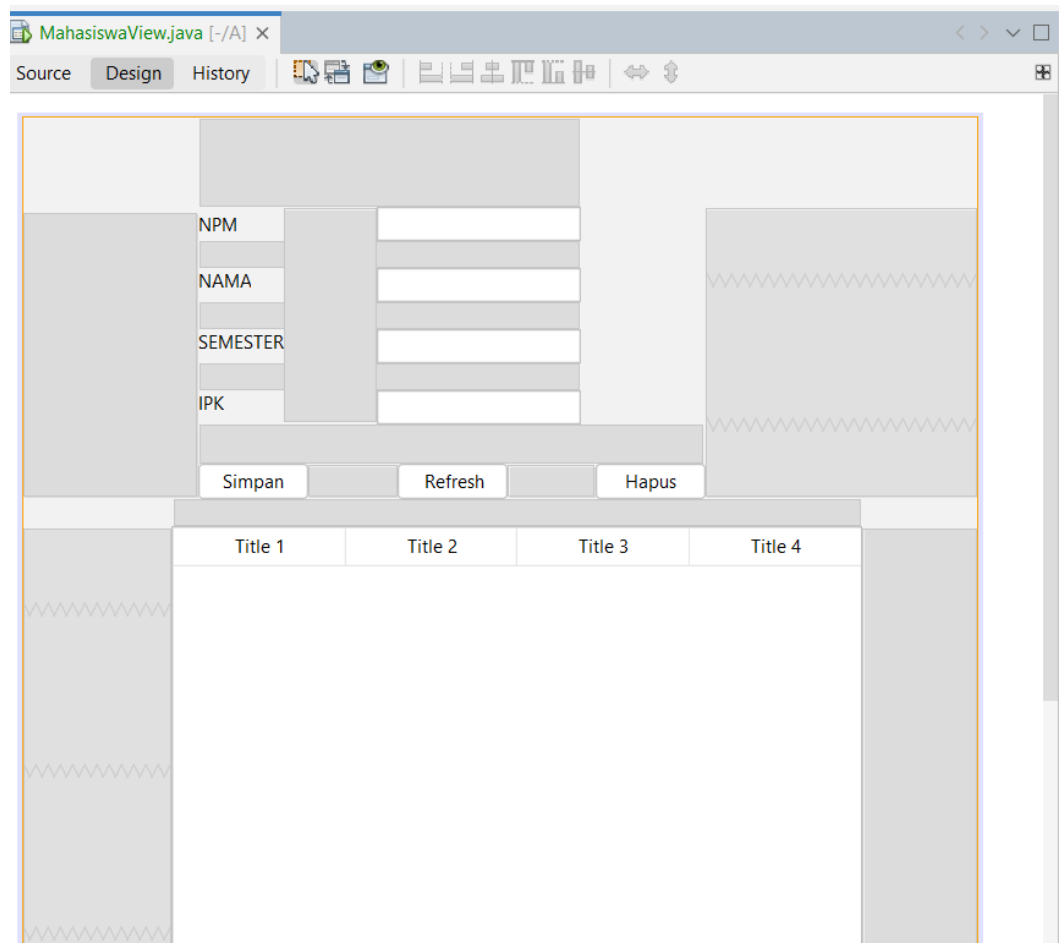 MahasiswaView.java [-/A]
Source Design History
NPM
NAMA
SEMESTER
IPK
Simpan Refresh Hapus
Title 1 Title 2 Title 3 Title 4